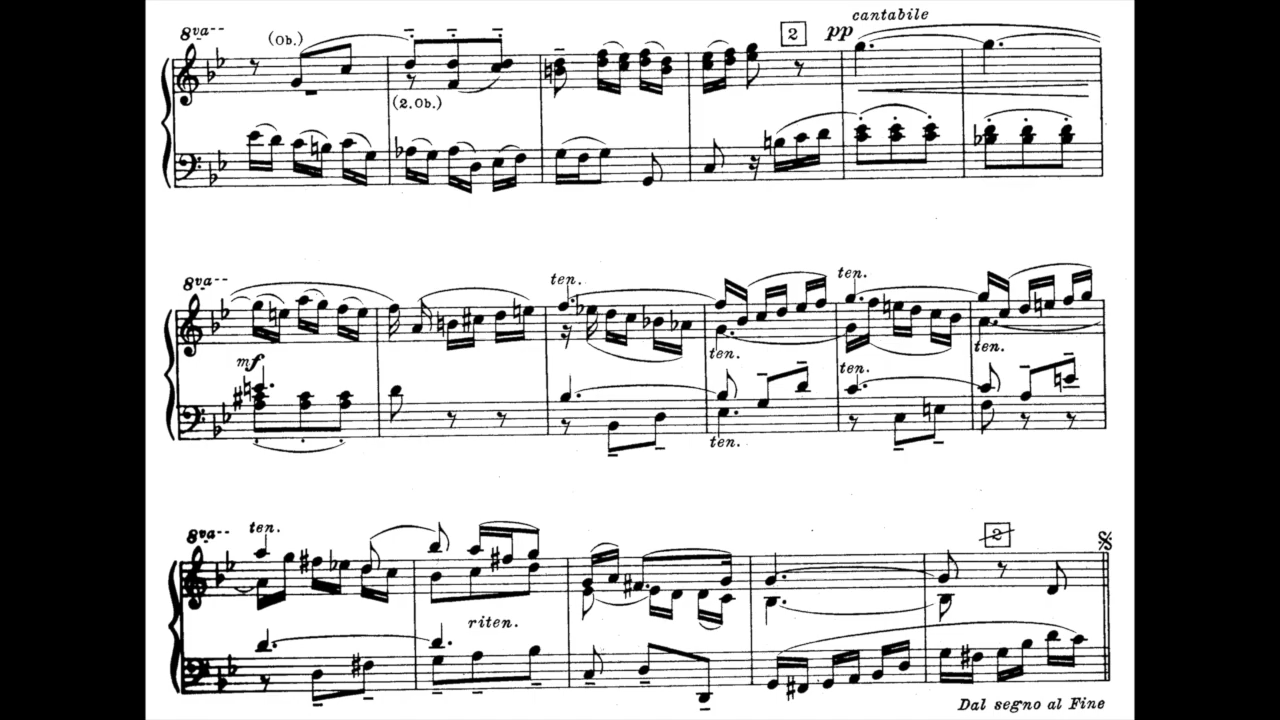 8va--
(Ob.)
2
pp
cantabile
(2. Ob.)
8va--
ten.
ten.
mf
ten.
ten.
ten.
ten.
8va--
ten.
2
riten.
Dal segno al Fine